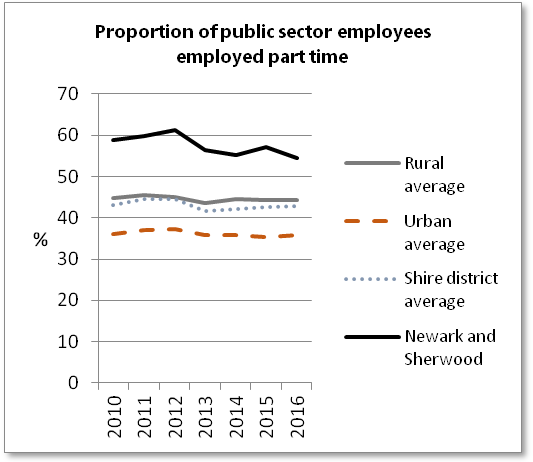 Proportion of public sector employees
employed part time
70
60
50
40
30
20
10
0
%
2010
2011
2012
2013
2014
2015
2016
Rural
average
Urban
average
Shire district
average
Newark and
Sherwood